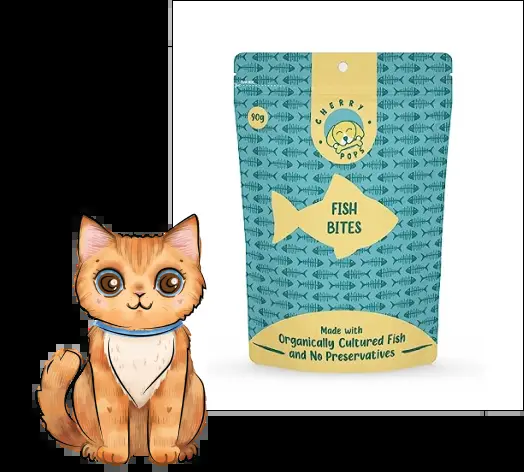 CHERRY
POPS
90g
FISH
BITES
Made with
Organically Cultured Fish
and No Preservatives